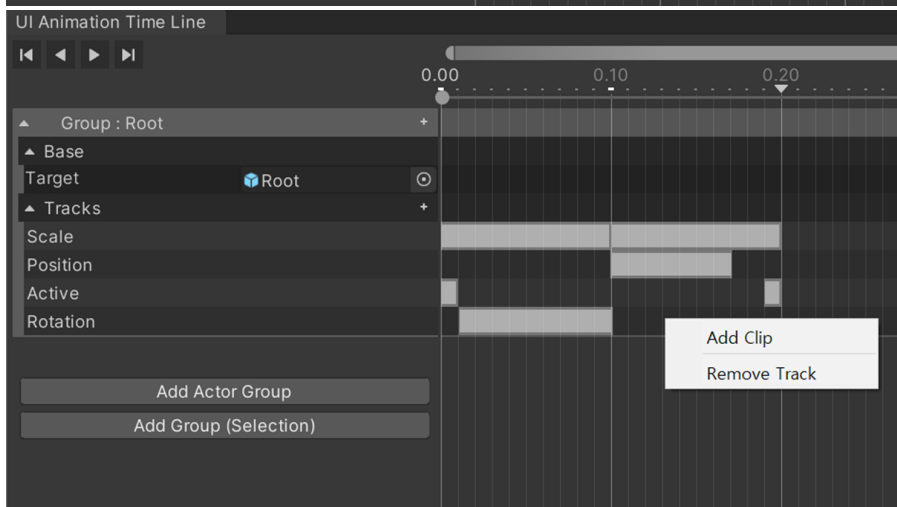 UI Animation Time Line
0.00 0.10 0.20
Group : Root +
Base
Target Root
Tracks +
Scale
Position
Active
Rotation
Add Clip
Remove Track
Add Actor Group
Add Group (Selection)